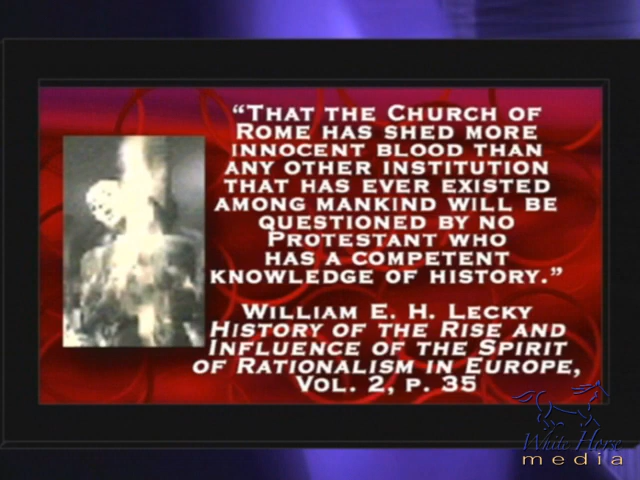 “THAT THE CHURCH OF
ROME HAS SHED MORE
INNOCENT BLOOD THAN
ANY OTHER INSTITUTION
THAT HAS EVER EXISTED
AMONG MANKIND WILL BE
QUESTIONED BY NO
PROTESTANT WHO
HAS A COMPETENT
KNOWLEDGE OF HISTORY.”
WILLIAM E. H. LECKY
HISTORY OF THE RISE AND
INFLUENCE OF THE SPIRIT
OF RATIONALISM IN EUROPE,
VOL. 2, P. 35
White Horse
media